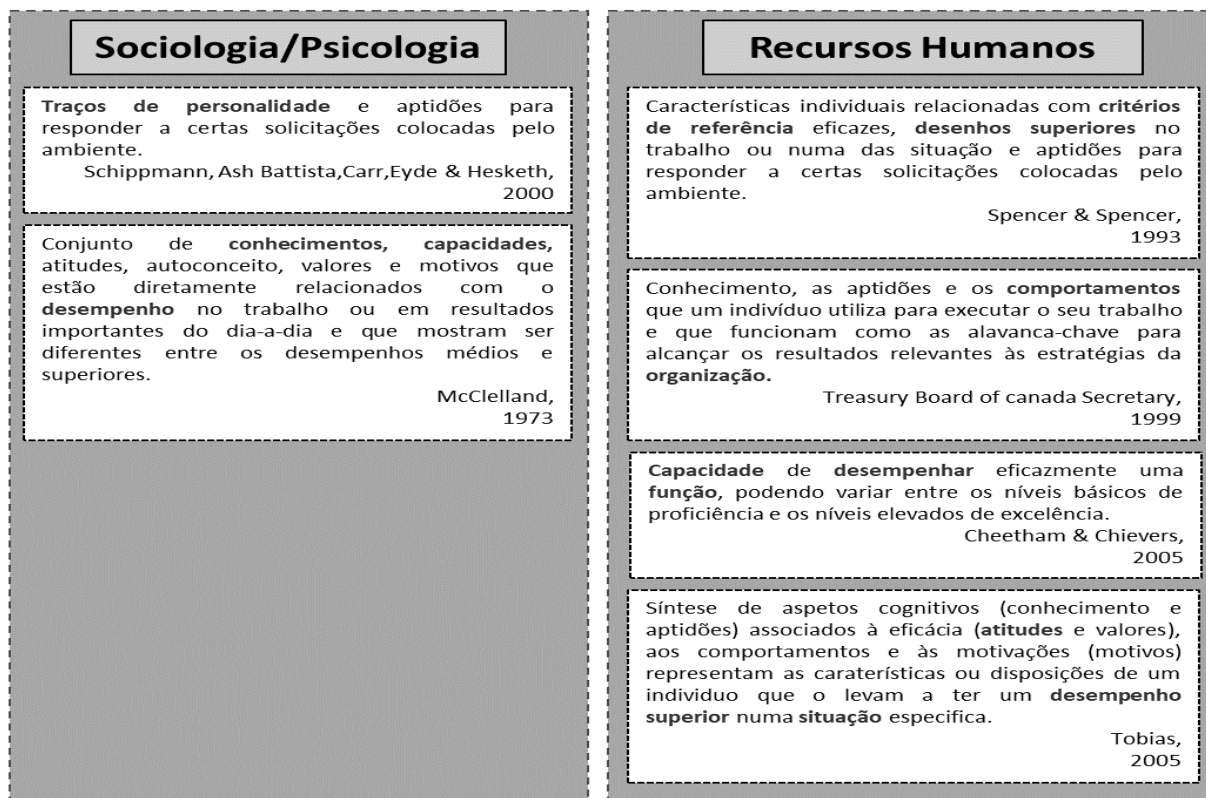 Sociologia/Psicologia
Traços de personalidade e aptidões para
responder a certas solicitações colocadas pelo
ambiente.
Schippmann, Ash Battista,Carr,Eyde & Hesketh,
2000
Conjunto de conhecimentos, capacidades,
atitudes, autoconceito, valores e motivos que
estão diretamente relacionados com o
desempenho no trabalho ou em resultados
importantes do dia-a-dia e que mostram ser
diferentes entre os desempenhos médios e
superiores.
McClelland,
1973
Recursos Humanos
Características individuais relacionadas com critérios
de referência eficazes, desenhos superiores no
trabalho ou numa das situação e aptidões para
responder a certas solicitações colocadas pelo
ambiente.
Spencer & Spencer,
1993
Conhecimento, as aptidões e os comportamentos
que um indivíduo utiliza para executar o seu trabalho
e que funcionam como as alavanca-chave para
alcançar os resultados relevantes às estratégias da
organização.
Treasury Board of canada Secretary,
1999
Capacidade de desempenhar eficazmente uma
função, podendo variar entre os níveis básicos de
proficiência e os níveis elevados de excelência.
Cheetham & Chievers,
2005
Síntese de aspetos cognitivos (conhecimento e
aptidões) associados à eficácia (atitudes e valores),
aos comportamentos e às motivações (motivos)
representam as caraterísticas ou disposições de um
individuo que o levam a ter um desempenho
superior numa situação especifica.
Tobias,
2005